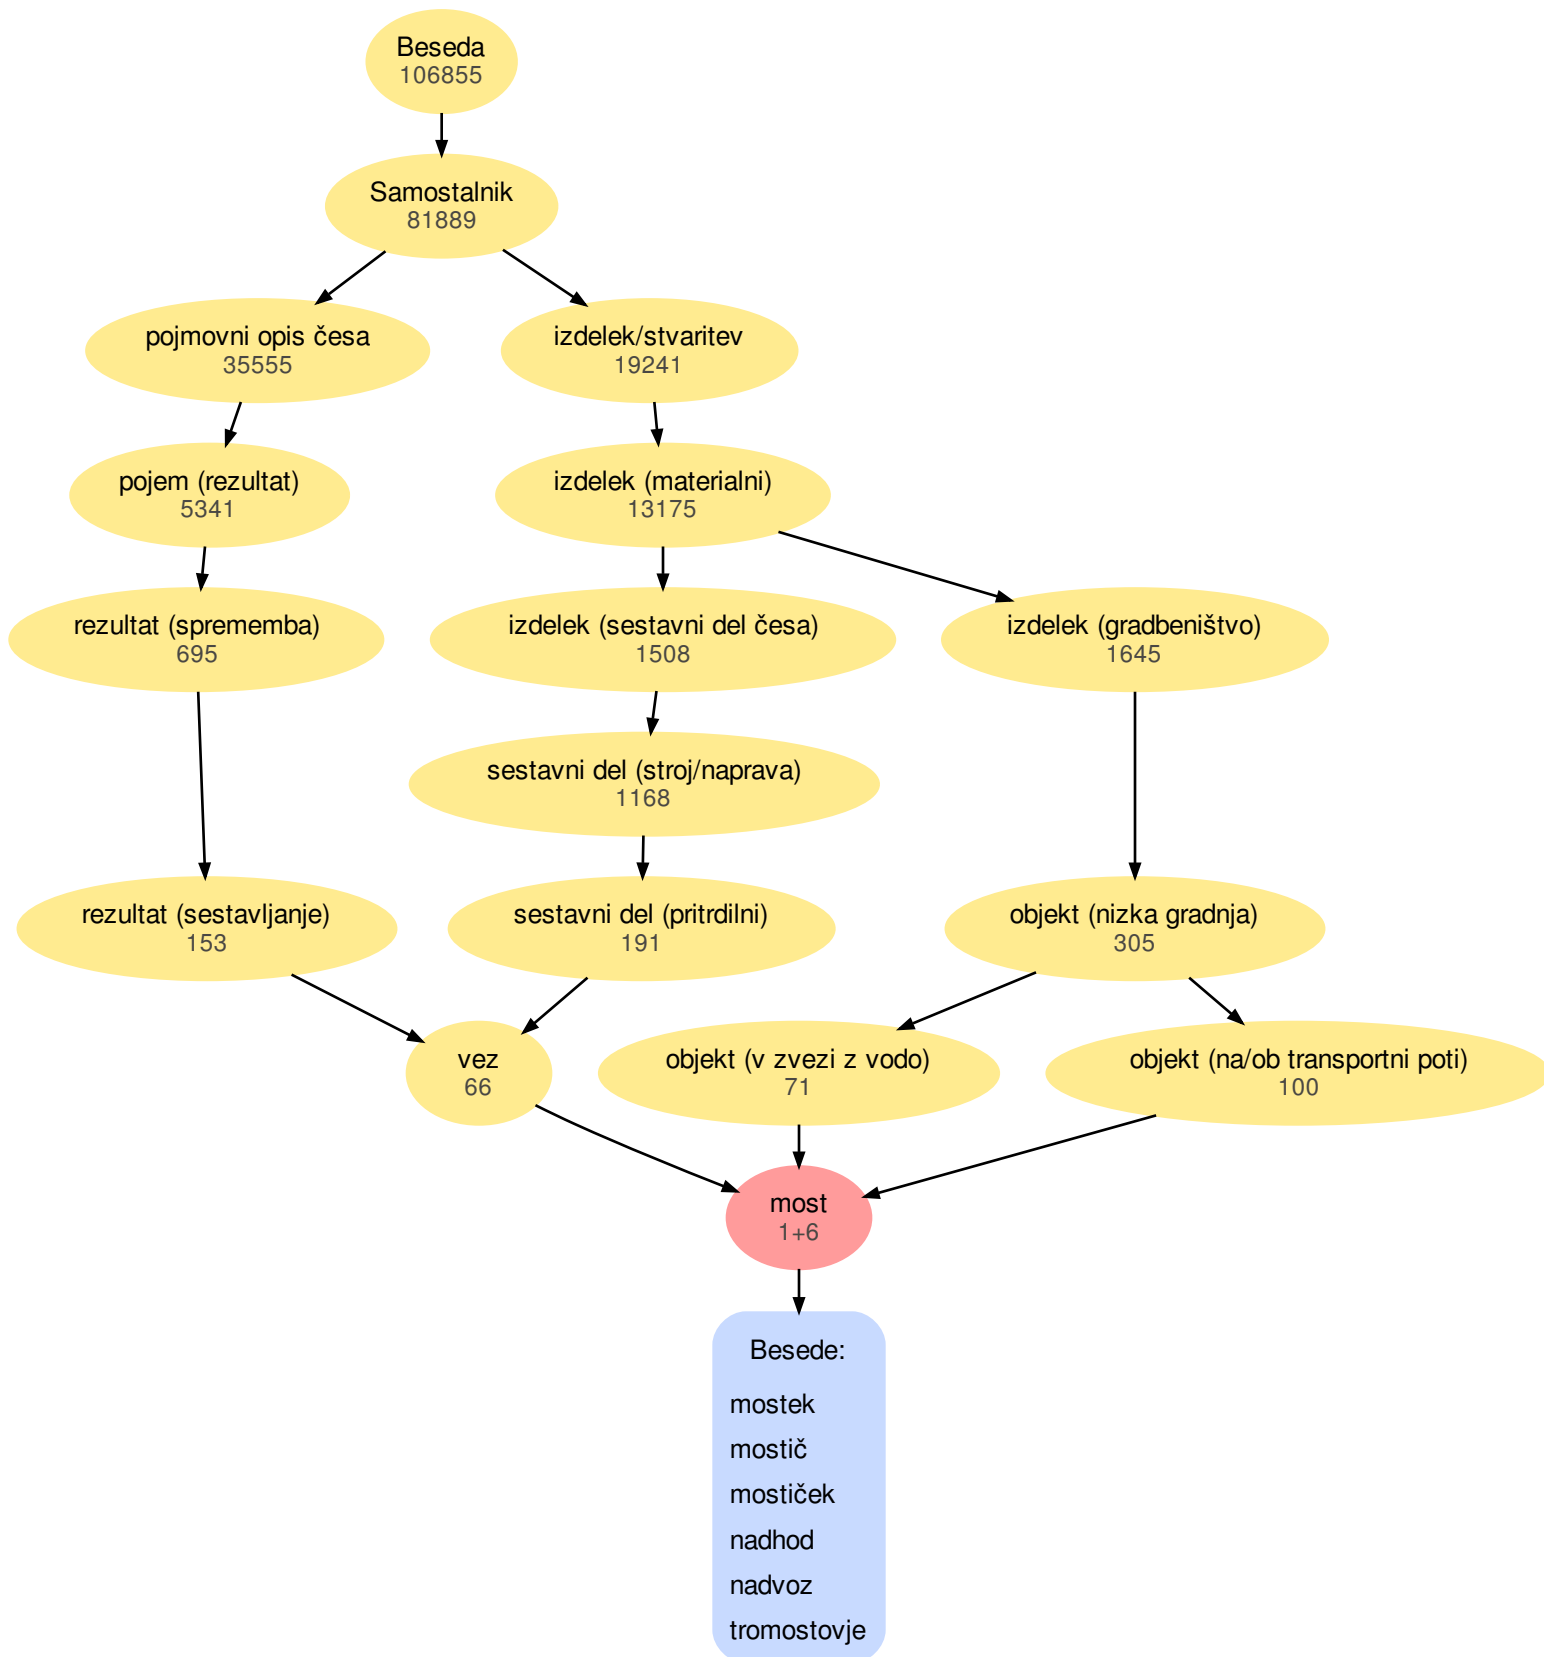 Beseda
106855
Samostalnik
81889
pojmovni opis česa
35555
izdelek/stvaritev
19241
pojem (rezultat)
5341
izdelek (materialni)
13175
rezultat (sprememba)
695
izdelek (sestavni del česa)
1508
izdelek (gradbeništvo)
1645
sestavni del (stroj/naprava)
1168
rezultat (sestavljanje)
153
sestavni del (pritrdilni)
191
objekt (nizka gradnja)
305
vez
66
objekt (v zvezi z vodo)
71
objekt (na/ob transportni poti)
100
most
1+6
Besede:
mostek
mostič
mostiček
nadhod
nadvoz
tromostovje